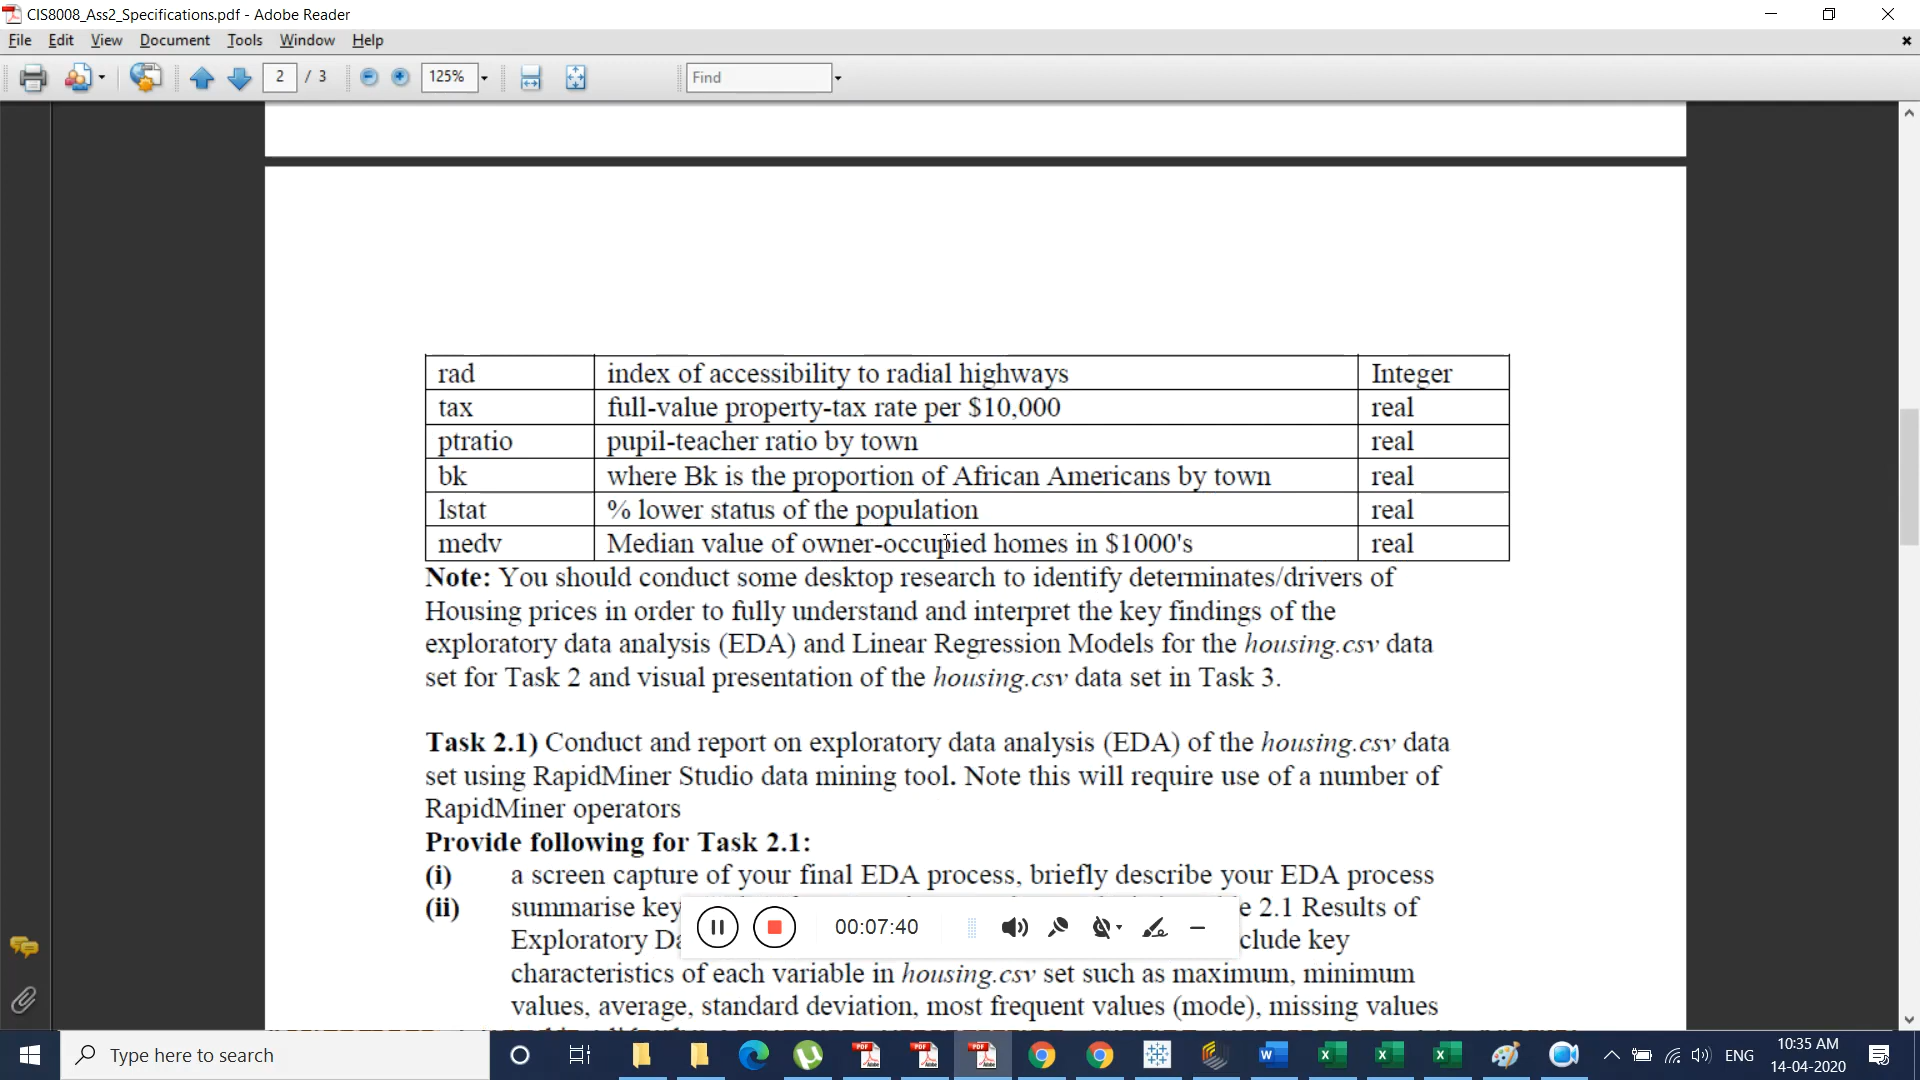 CIS8008_Ass2_Specifications.pdf - Adobe Reader
File Edit View Document Tools Window Help
2 / 3 125% Find
rad index of accessibility to radial highways Integer
tax full-value property-tax rate per $10,000 real
ptratio pupil-teacher ratio by town real
bk where Bk is the proportion of African Americans by town real
lstat % lower status of the population real
medv Median value of owner-occupied homes in $1000's real
Note: You should conduct some desktop research to identify determinates/drivers of
Housing prices in order to fully understand and interpret the key findings of the
exploratory data analysis (EDA) and Linear Regression Models for the housing.csv data
set for Task 2 and visual presentation of the housing.csv data set in Task 3.
Task 2.1) Conduct and report on exploratory data analysis (EDA) of the housing.csv data
set using RapidMiner Studio data mining tool. Note this will require use of a number of
RapidMiner operators
Provide following for Task 2.1:
(i) a screen capture of your final EDA process, briefly describe your EDA process
(ii) summarise key 2.1 Results of
Exploratory key
00:07:40
characteristics of each variable in housing.csv set such as maximum, minimum
values, average, standard deviation, most frequent values (mode), missing values
Type here to search
ENG
10:35 AM
14-04-2020